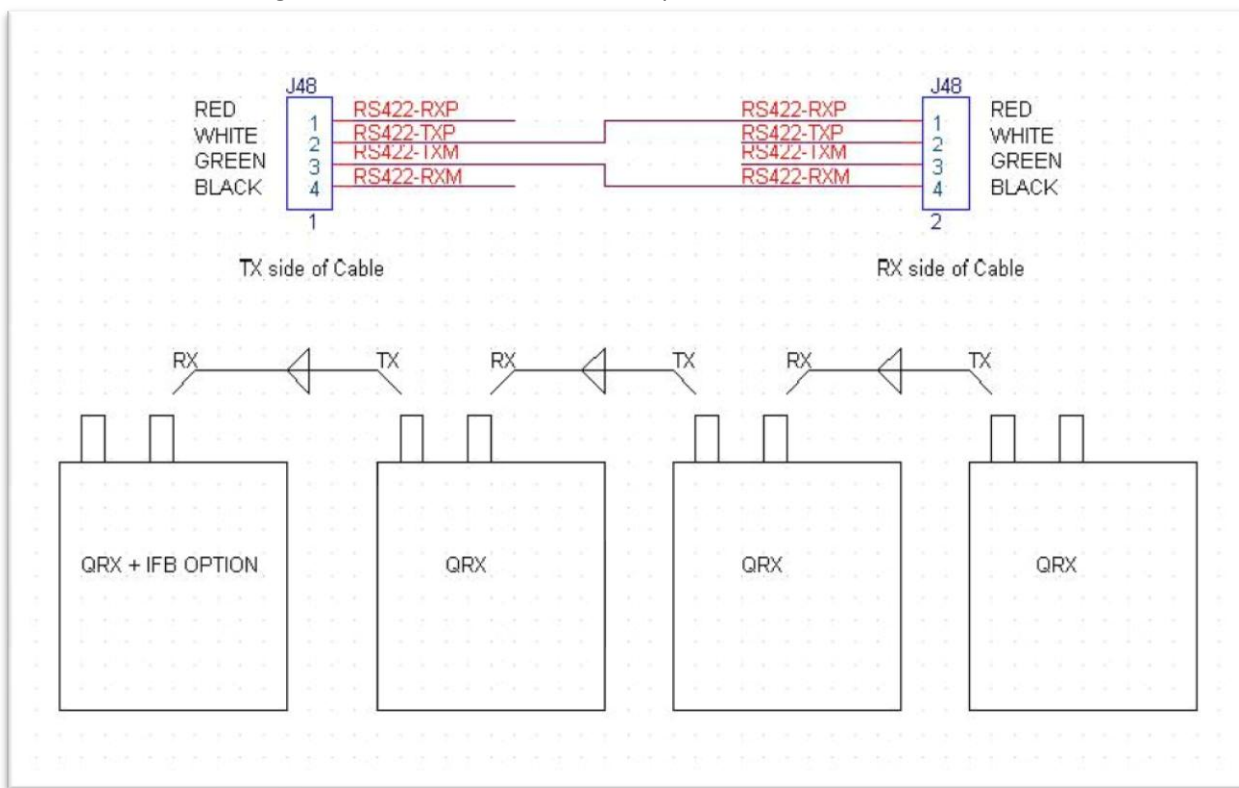 J48 J48
RED 1 RS422-RXP RS422-RXP 1 RED
WHITE 2 RS422-TXP RS422-TXP 2 WHITE
GREEN 3 RS422-TXM RS422-TXM 3 GREEN
BLACK 4 RS422-RXM RS422-RXM 4 BLACK
1 2
TX side of Cable RX side of Cable
RX TX RX TX RX TX
QRX + IFB OPTION QRX QRX QRX